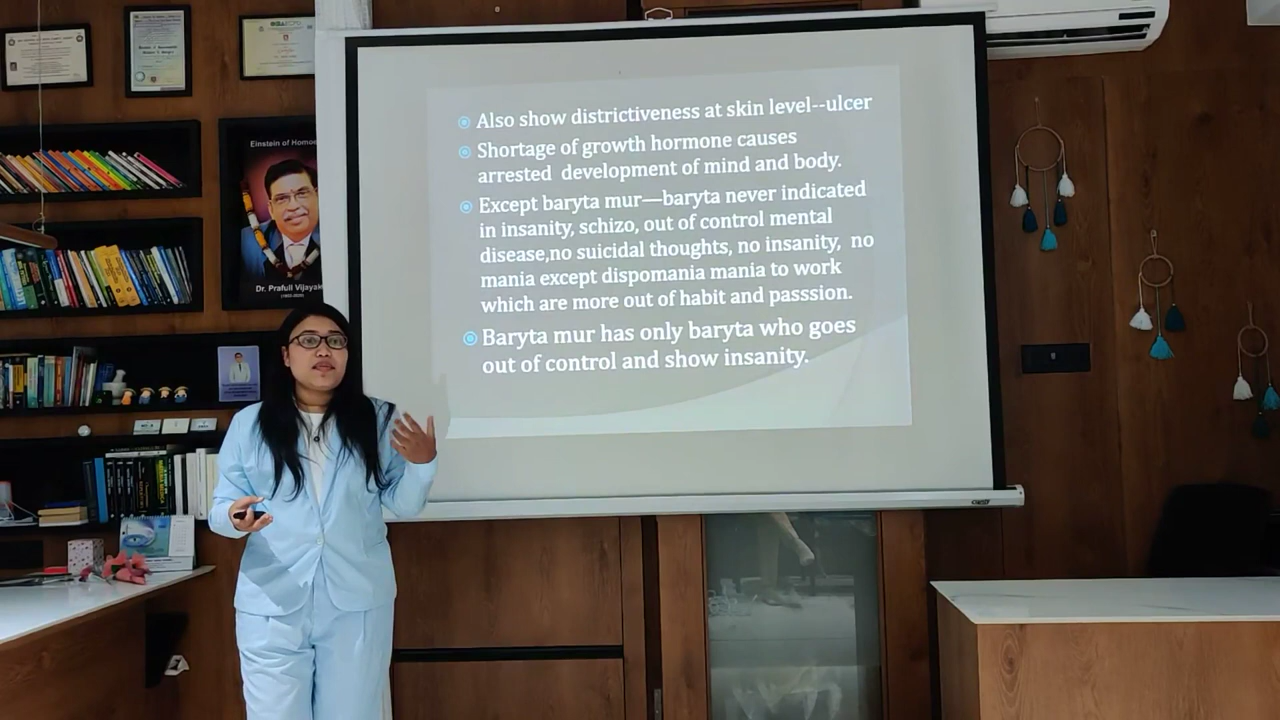 Einstein of Homoe
Dr. Prafull Vijayak
Also show districtiveness at skin level--ulcer
Shortage of growth hormone causes
arrested development of mind and body.
Except baryta mur—baryta never indicated
in insanity, schizo, out of control mental
disease,no suicidal thoughts, no insanity, no
mania except dispomania mania to work
which are more out of habit and passsion.
Baryta mur has only baryta who goes
out of control and show insanity.